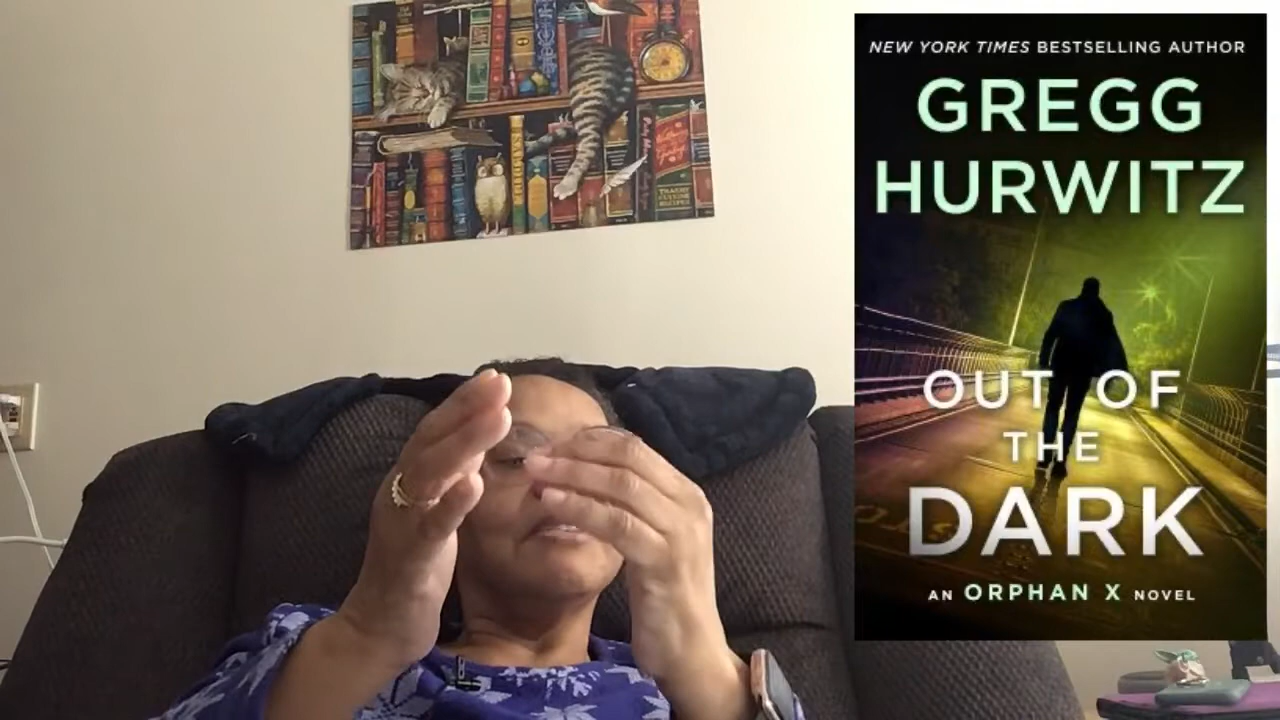 NEW YORK TIMES BESTSELLING AUTHOR
GREGG
HURWITZ
OUT OF
THE
DARK
AN ORPHAN X NOVEL